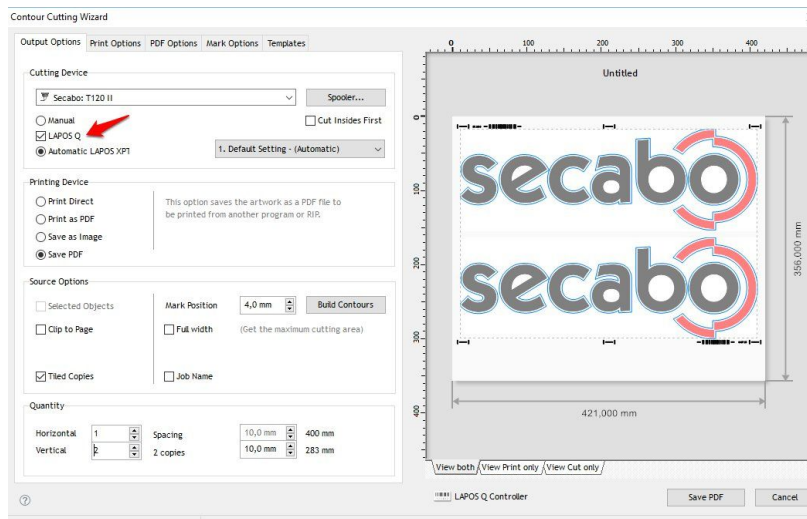 Contour Cutting Wizard
Output Options Print Options PDF Options Mark Options Templates
Cutting Device
Secabo: T120 II
Spooler...
Manual
Cut Insides First
LAPOS Q
Automatic LAPOS XPT
1. Default Setting - (Automatic)
Printing Device
Print Direct
Print as PDF
Save as Image
Save PDF
This option saves the artwork as a PDF file to
be printed from another program or RIP.
Source Options
Selected Objects
Mark Position
4,0 mm
Build Contours
Clip to Page
Full width
(Get the maximum cutting area)
Tiled Copies
Job Name
Quantity
Horizontal 1 Spacing 10,0 mm 400 mm
Vertical 2 2 copies 10,0 mm 283 mm
0 100 200 300 400
Untitled
0
100
200
300
400
secabo
secabo
356,000 mm
421,000 mm
View both View Print only View Cut only
LAPOS Q Controller
Save PDF
Cancel